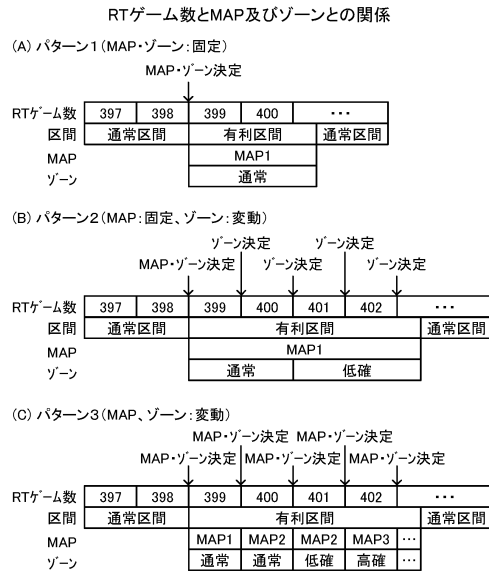 RTゲーム数とMAP及びゾーンとの関係
(A) パターン1(MAP・ゾーン：固定)
MAP・ゾーン決定
RTゲーム数 397 398 399 400 ･･･
区間 通常区間 有利区間 通常区間
MAP MAP1
ゾーン 通常
(B) パターン2(MAP：固定、ゾーン：変動)
ゾーン決定 ゾーン決定
MAP・ゾーン決定 ゾーン決定 ゾーン決定
RTゲーム数 397 398 399 400 401 402 ･･･
区間 通常区間 有利区間 通常区間
MAP MAP1
ゾーン 通常 低確
(C) パターン3(MAP、ゾーン：変動)
MAP・ゾーン決定 MAP・ゾーン決定
MAP・ゾーン決定 MAP・ゾーン決定 MAP・ゾーン決定
RTゲーム数 397 398 399 400 401 402 ･･･
区間 通常区間 有利区間 通常区間
MAP MAP1 MAP2 MAP2 MAP3 ･･･
ゾーン 通常 通常 低確 高確 ･･･